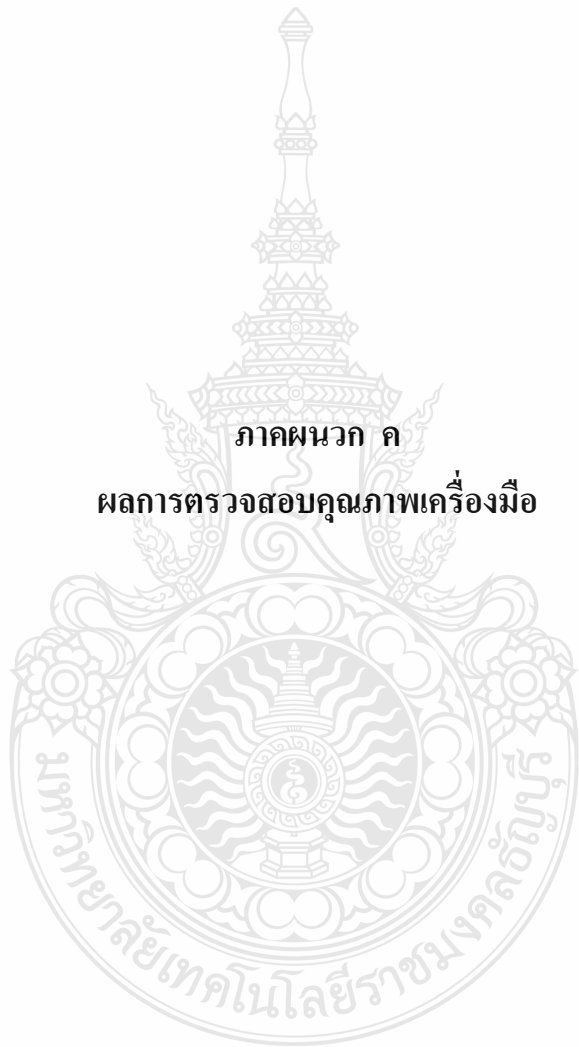 ภาคผนวก ค
ผลการตรวจสอบคุณภาพเครื่องมือ
มหาวิทยาลัยเทคโนโลยีราชมงคลธัญบุรี